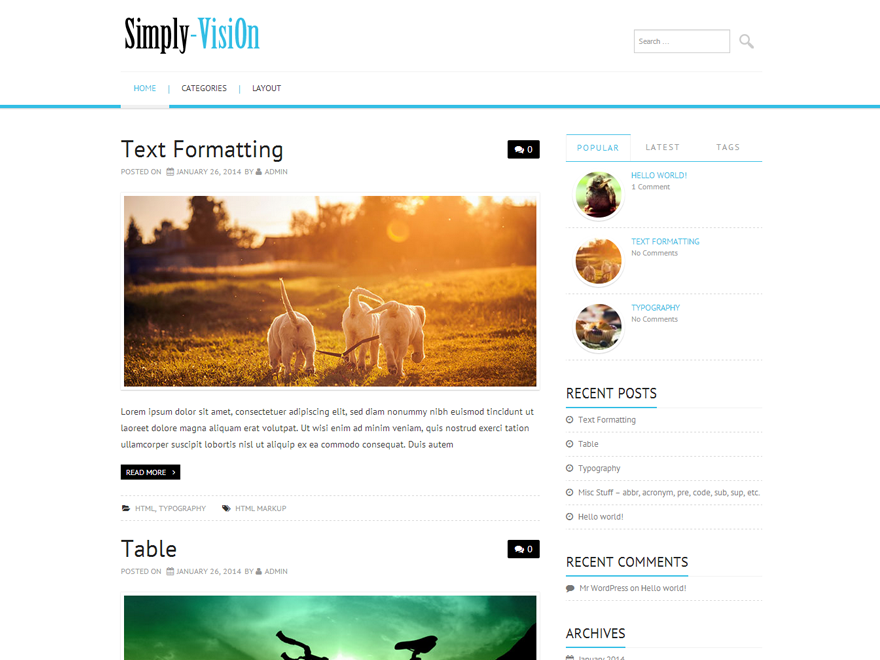 Simply-VisiOn
Search …
HOME | CATEGORIES | LAYOUT
Text Formatting
0
POSTED ON JANUARY 26, 2014 BY ADMIN
Lorem ipsum dolor sit amet, consectetuer adipiscing elit, sed diam nonummy nibh euismod tincidunt ut
laoreet dolore magna aliquam erat volutpat. Ut wisi enim ad minim veniam, quis nostrud exerci tation
ullamcorper suscipit lobortis nisl ut aliquip ex ea commodo consequat. Duis autem
READ MORE
HTML, TYPOGRAPHY HTML MARKUP
Table
0
POSTED ON JANUARY 26, 2014 BY ADMIN
POPULAR LATEST TAGS
HELLO WORLD!
1 Comment
TEXT FORMATTING
No Comments
TYPOGRAPHY
No Comments
RECENT POSTS
Text Formatting
Table
Typography
Misc Stuff – abbr, acronym, pre, code, sub, sup, etc.
Hello world!
RECENT COMMENTS
Mr WordPress on Hello world!
ARCHIVES
January 2014